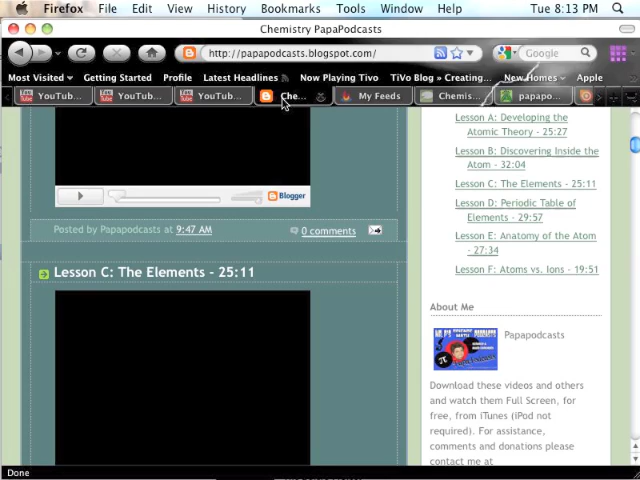 Firefox File Edit View History Bookmarks Tools Window Help Tue 8:13 PM
Chemistry PapaPodcasts
http://papapodcasts.blogspot.com/ Google
Most Visited Getting Started Profile Latest Headlines Now Playing Tivo TiVo Blog » Creating... New Homes Apple
YouTub... YouTub... YouTub... Che... My Feeds Chemis... papapo...
Lesson A: Developing the
Atomic Theory - 25:27
Lesson B: Discovering Inside the
Atom - 32:04
Lesson C: The Elements - 25:11
Lesson D: Periodic Table of
Elements - 29:57
Lesson E: Anatomy of the Atom
- 27:34
Lesson F: Atoms vs. Ions - 19:51
Blogger
Posted by Papapodcasts at 9:47 AM 0 comments
Lesson C: The Elements - 25:11
About Me
Papapodcasts
Download these videos and others
and watch them Full Screen, for
free, from iTunes (iPod not
required). For assistance,
comments and donations please
contact me at
Done